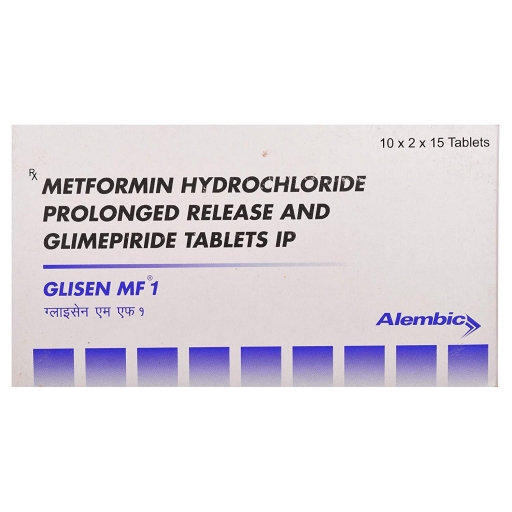 10 x 2 x 15 Tablets
Rx METFORMIN HYDROCHLORIDE
PROLONGED RELEASE AND
GLIMEPIRIDE TABLETS IP
GLISEN MF® 1
ग्लाइसेन एम एफ १
Alembic